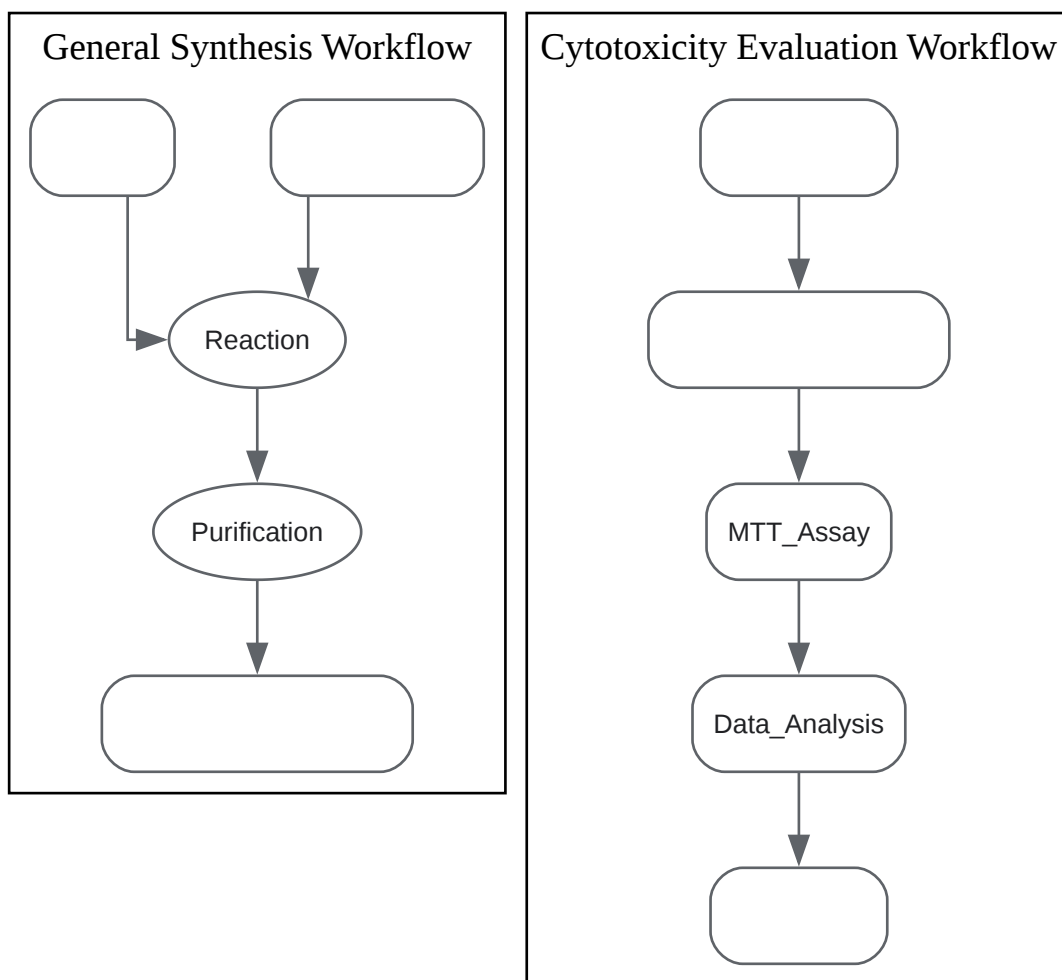 General Synthesis Workflow
Reaction
Purification
Cytotoxicity Evaluation Workflow
MTT_Assay
Data_Analysis